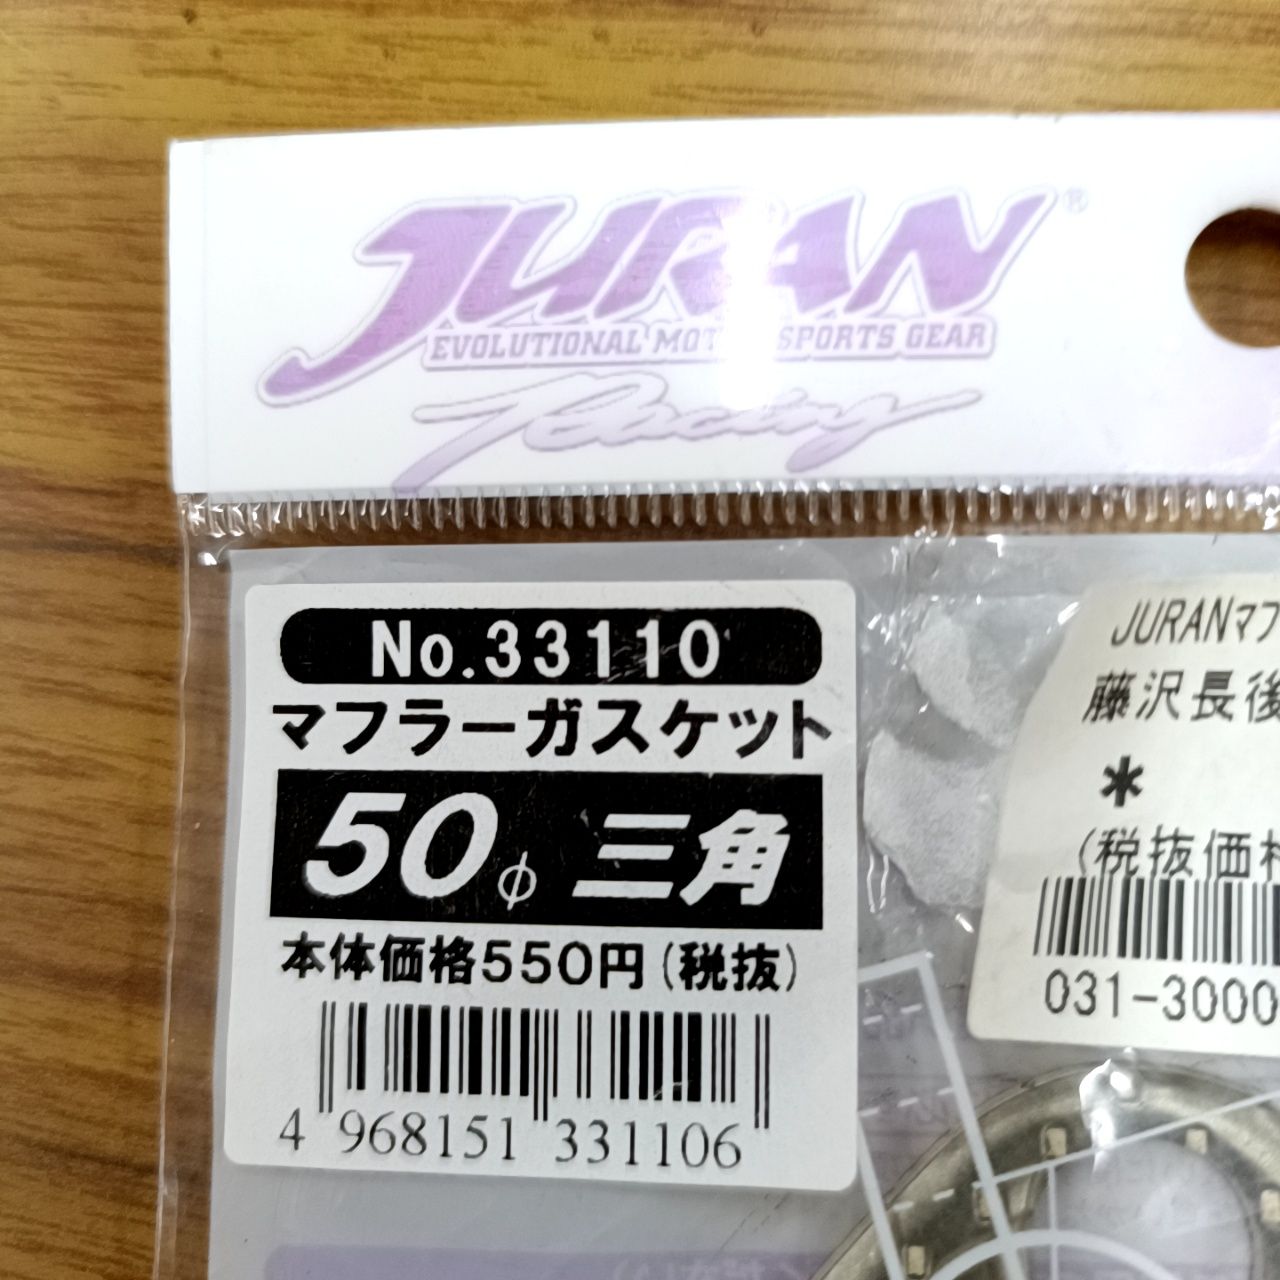 JURAN®
EVOLUTIONAL MOTORSPORTS GEAR
Racing
No.33110
マフラーガスケット
50φ 三角
本体価格550円(税抜)
4 968151 331106
JURANマフ
藤沢長後
*
(税抜価格
031-3000